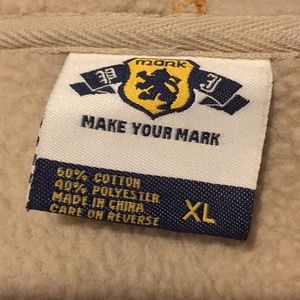 mark
P J
MAKE YOUR MARK
60% COTTON
40% POLYESTER
MADE IN CHINA
CARE ON REVERSE
XL